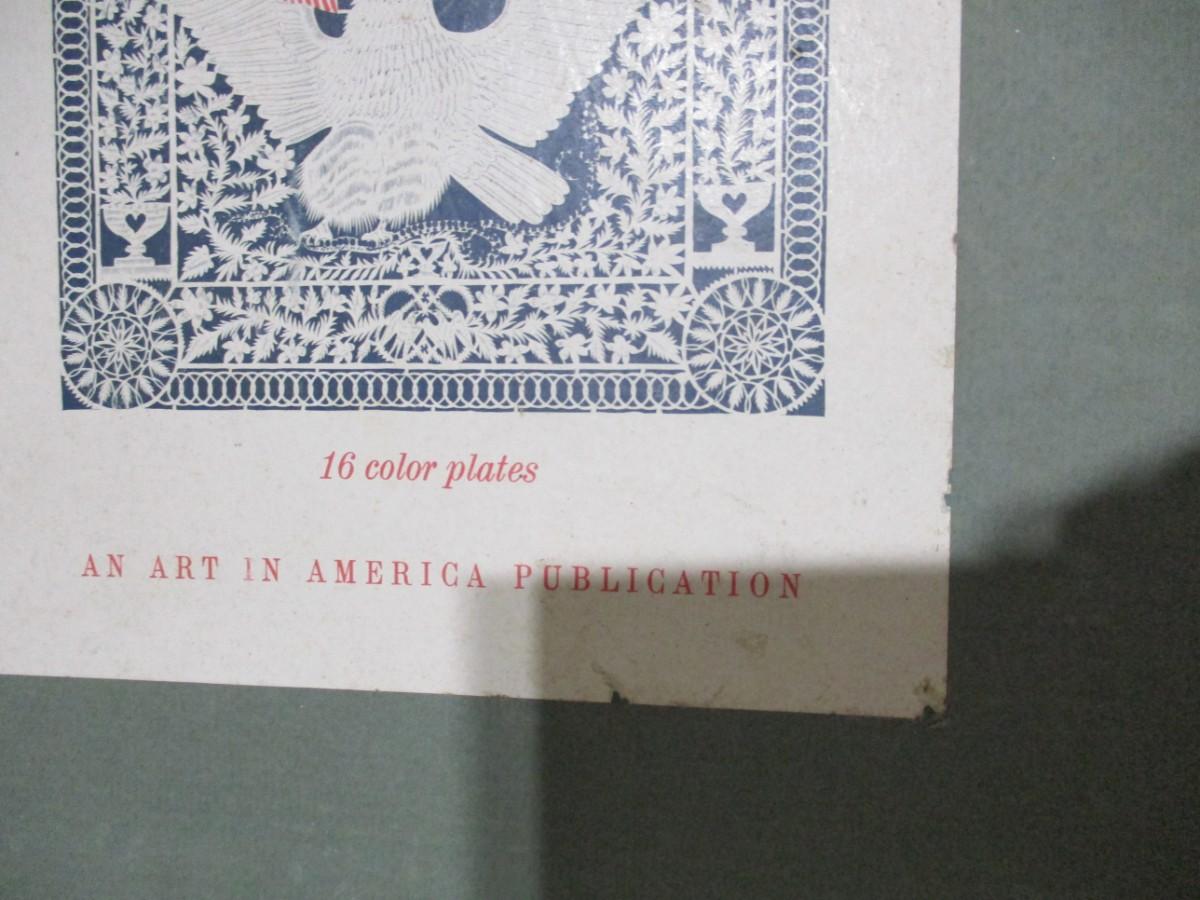 16 color plates
AN ART IN AMERICA PUBLICATION